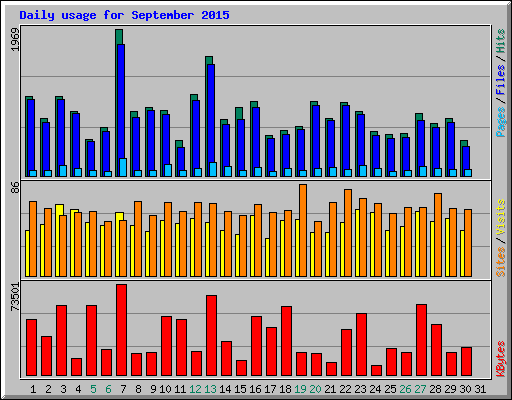 Daily usage for September 2015
1969
Pages / Files / Hits
86
Sites / Visits
73501
KBytes
1 2 3 4 5 6 7 8 9 10 11 12 13 14 15 16 17 18 19 20 21 22 23 24 25 26 27 28 29 30 31